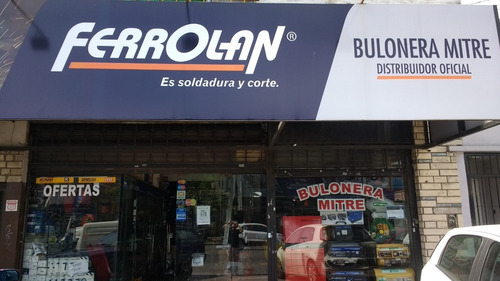 FERROLAN®
Es soldadura y corte.
BULONERA MITRE
DISTRIBUIDOR OFICIAL
OFERTAS
BULONERA
MITRE